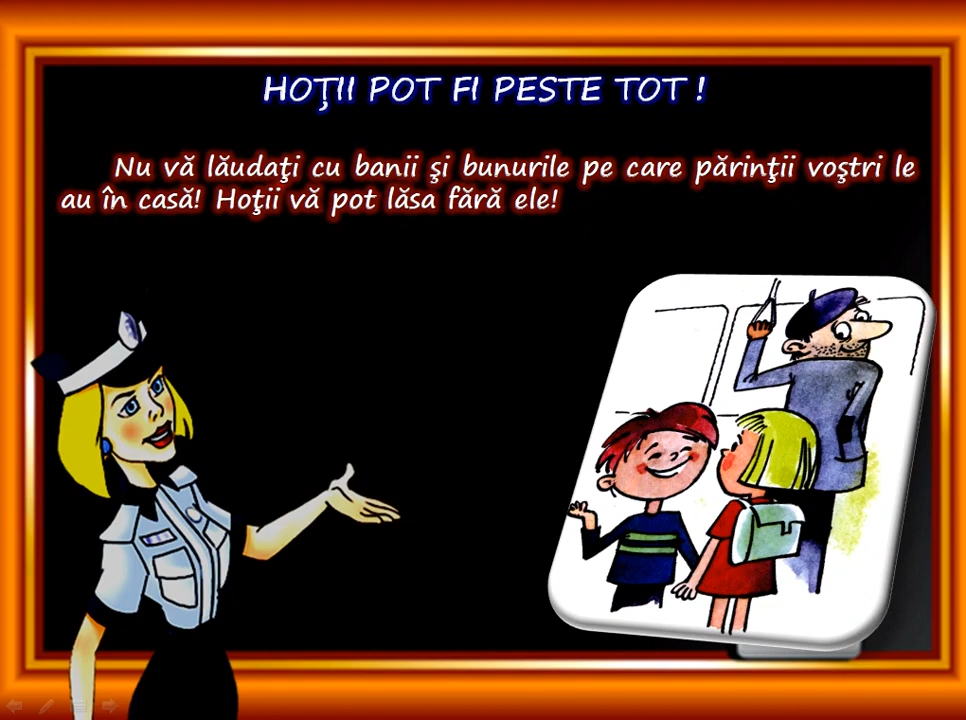 HOŢII POT FI PESTE TOT !
Nu vă lăudaţi cu banii şi bunurile pe care părinţii voştri le
au în casă! Hoţii vă pot lăsa fără ele!